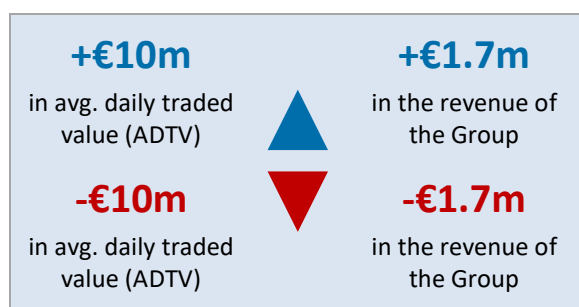 +€10m
in avg. daily traded
value (ADTV)
+€1.7m
in the revenue of
the Group
-€10m
in avg. daily traded
value (ADTV)
-€1.7m
in the revenue of
the Group